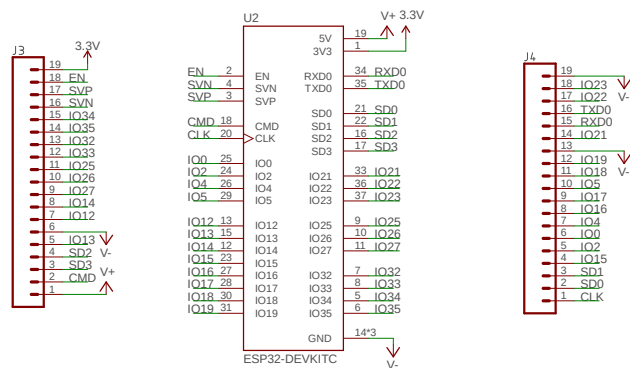 J3
3.3V
19
18 EN
17 SVP
16 SVN
15 IO34
14 IO35
13 IO32
12 IO33
11 IO25
10 IO26
9 IO27
8 IO14
7 IO12
6
5 IO13
V-
4 SD2
3 SD3
V+
2 CMD
1
U2
V+ 3.3V
5V 19
3V3 1
EN 2 EN
SVN 4 SVN
SVP 3 SVP
RXD0 34 RXD0
TXD0 35 TXD0
SD0 21 SD0
CMD 18 CMD
SD1 22 SD1
CLK 20 CLK
SD2 16 SD2
SD3 17 SD3
IO0 25 IO0
IO2 24 IO2
IO21 33 IO21
IO4 26 IO4
IO22 36 IO22
IO5 29 IO5
IO23 37 IO23
IO12 13 IO12
IO25 9 IO25
IO13 15 IO13
IO26 10 IO26
IO14 12 IO14
IO27 11 IO27
IO15 23 IO15
IO16 27 IO16
IO32 7 IO32
IO17 28 IO17
IO33 8 IO33
IO18 30 IO18
IO34 5 IO34
IO19 31 IO19
IO35 6 IO35
GND 14*3
V-
ESP32-DEVKITC
J4
19
18 IO23
V-
17 IO22
16 TXD0
15 RXD0
14 IO21
13
12 IO19
11 IO18
V-
10 IO5
9 IO17
8 IO16
7 IO4
6 IO0
5 IO2
4 IO15
3 SD1
2 SD0
1 CLK